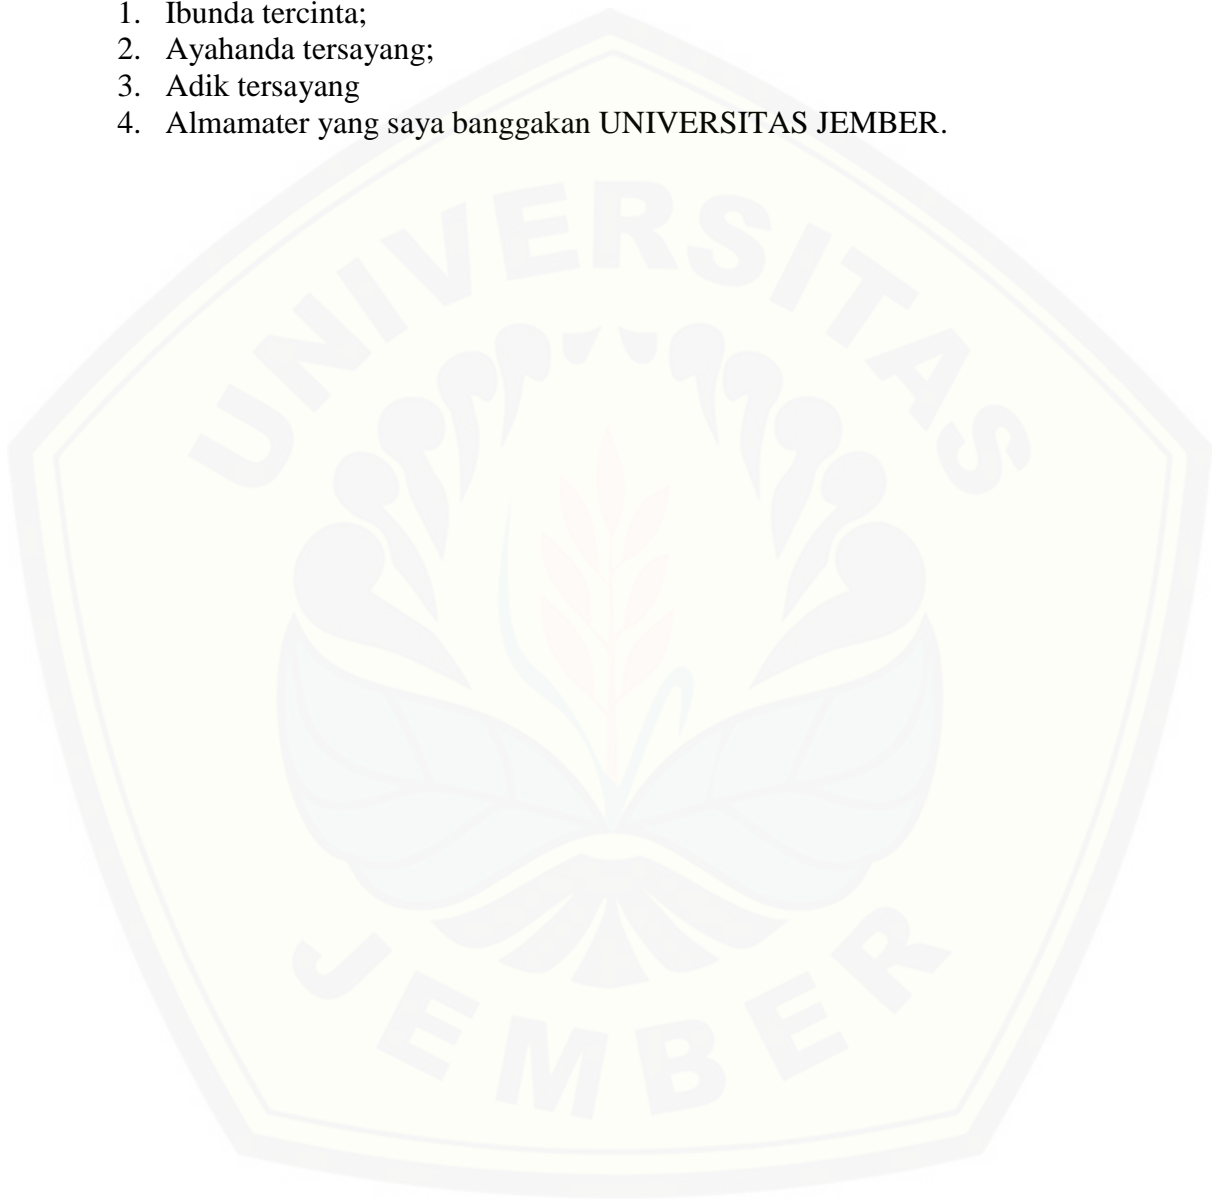 1. Ibunda tercinta;
2. Ayahanda tersayang;
3. Adik tersayang
4. Almamater yang saya banggakan UNIVERSITAS JEMBER.
UNIVERSITAS
JEMBER